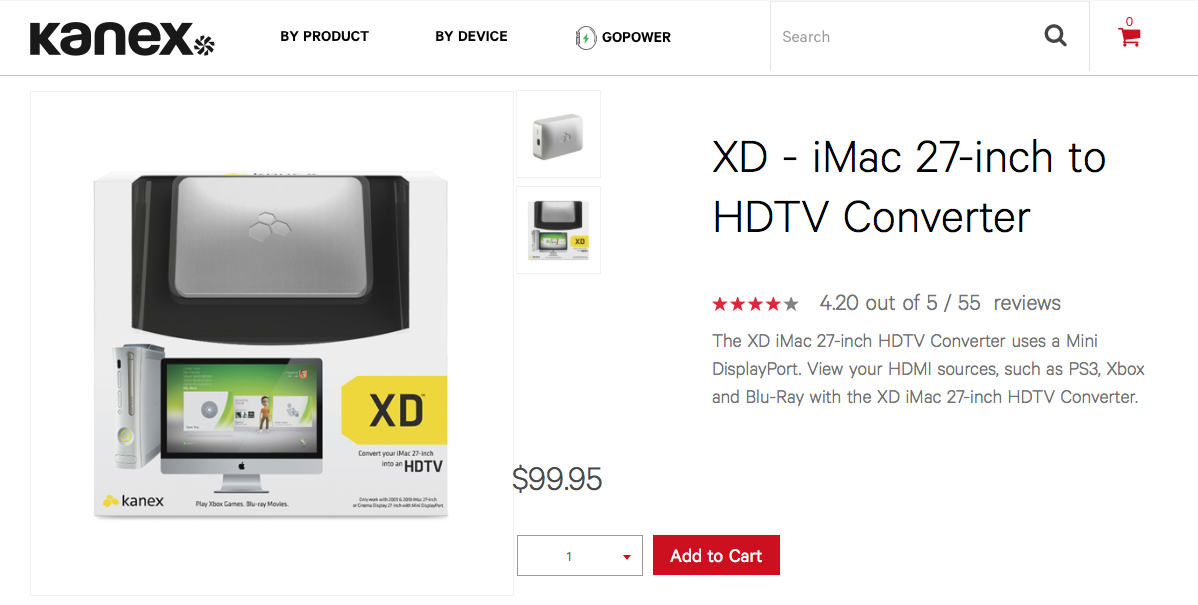 kanex
BY PRODUCT
BY DEVICE
GOPOWER
Search
0
XD - iMac 27-inch to
HDTV Converter
4.20 out of 5 / 55 reviews
The XD iMac 27-inch HDTV Converter uses a Mini
DisplayPort. View your HDMI sources, such as PS3, Xbox
and Blu-Ray with the XD iMac 27-inch HDTV Converter.
XD™
Convert your iMac 27-inch
into an HDTV
kanex
Play Xbox Games. Blu-ray Movies.
Only work with 2009 & 2010 iMac 27-inch
or Cinema Display 27-inch with Mini DisplayPort
XD
$99.95
1
Add to Cart